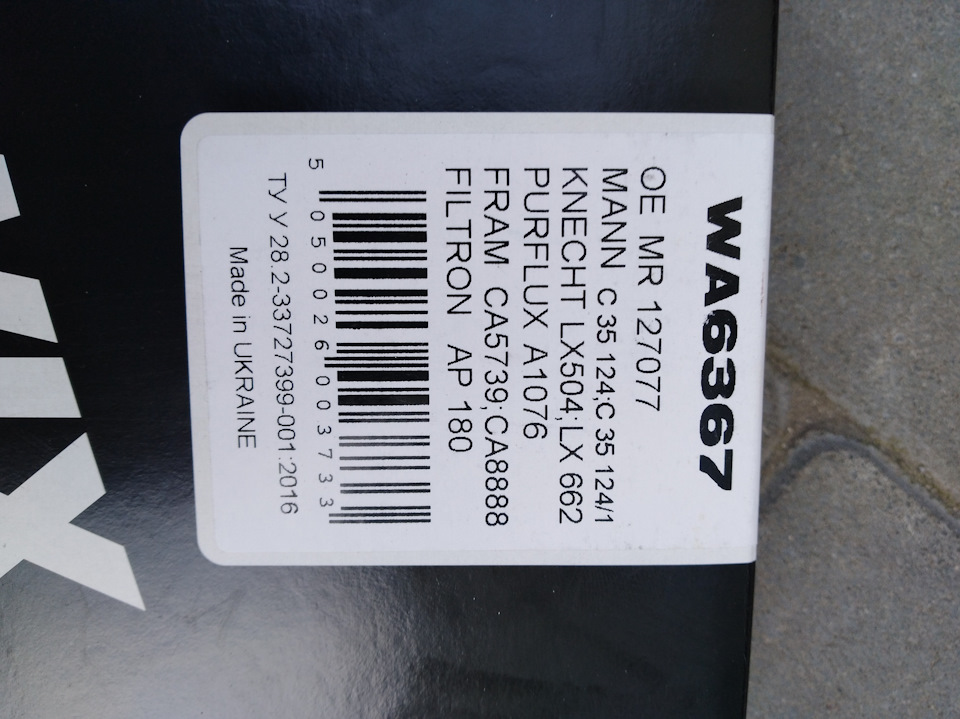 WA6367
OE MR 127077
MANN C 35 124;C 35 124/1
KNECHT LX504;LX 662
PURFLUX A1076
FRAM CA5739;CA8888
FILTRON AP 180
5 050026 003733
ТУ У 28.2-33727399-001:2016
Made in UKRAINE
WIX